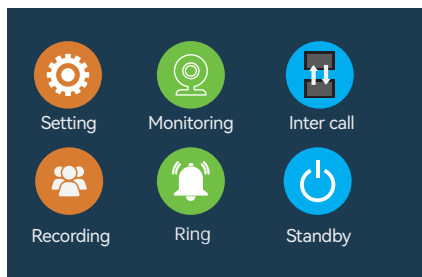 Setting
Monitoring
Inter call
Recording
Ring
Standby